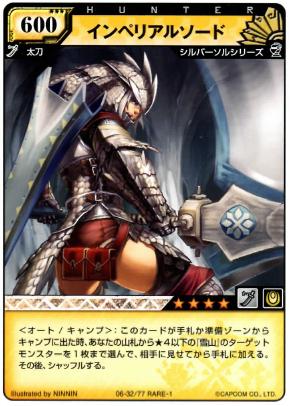 HUNTER
600
インペリアルソード
太刀
シルバーソルシリーズ
★★★★
<オート / キャンプ>:このカードが手札か準備ゾーンから
キャンプに出た時、あなたの山札から★4以下の「雪山」のターゲット
モンスターを1枚まで選んで、相手に見せてから手札に加える。
その後、シャッフルする。
Illustrated by NINNIN
06-32/77 RARE-1
©CAPCOM CO., LTD.